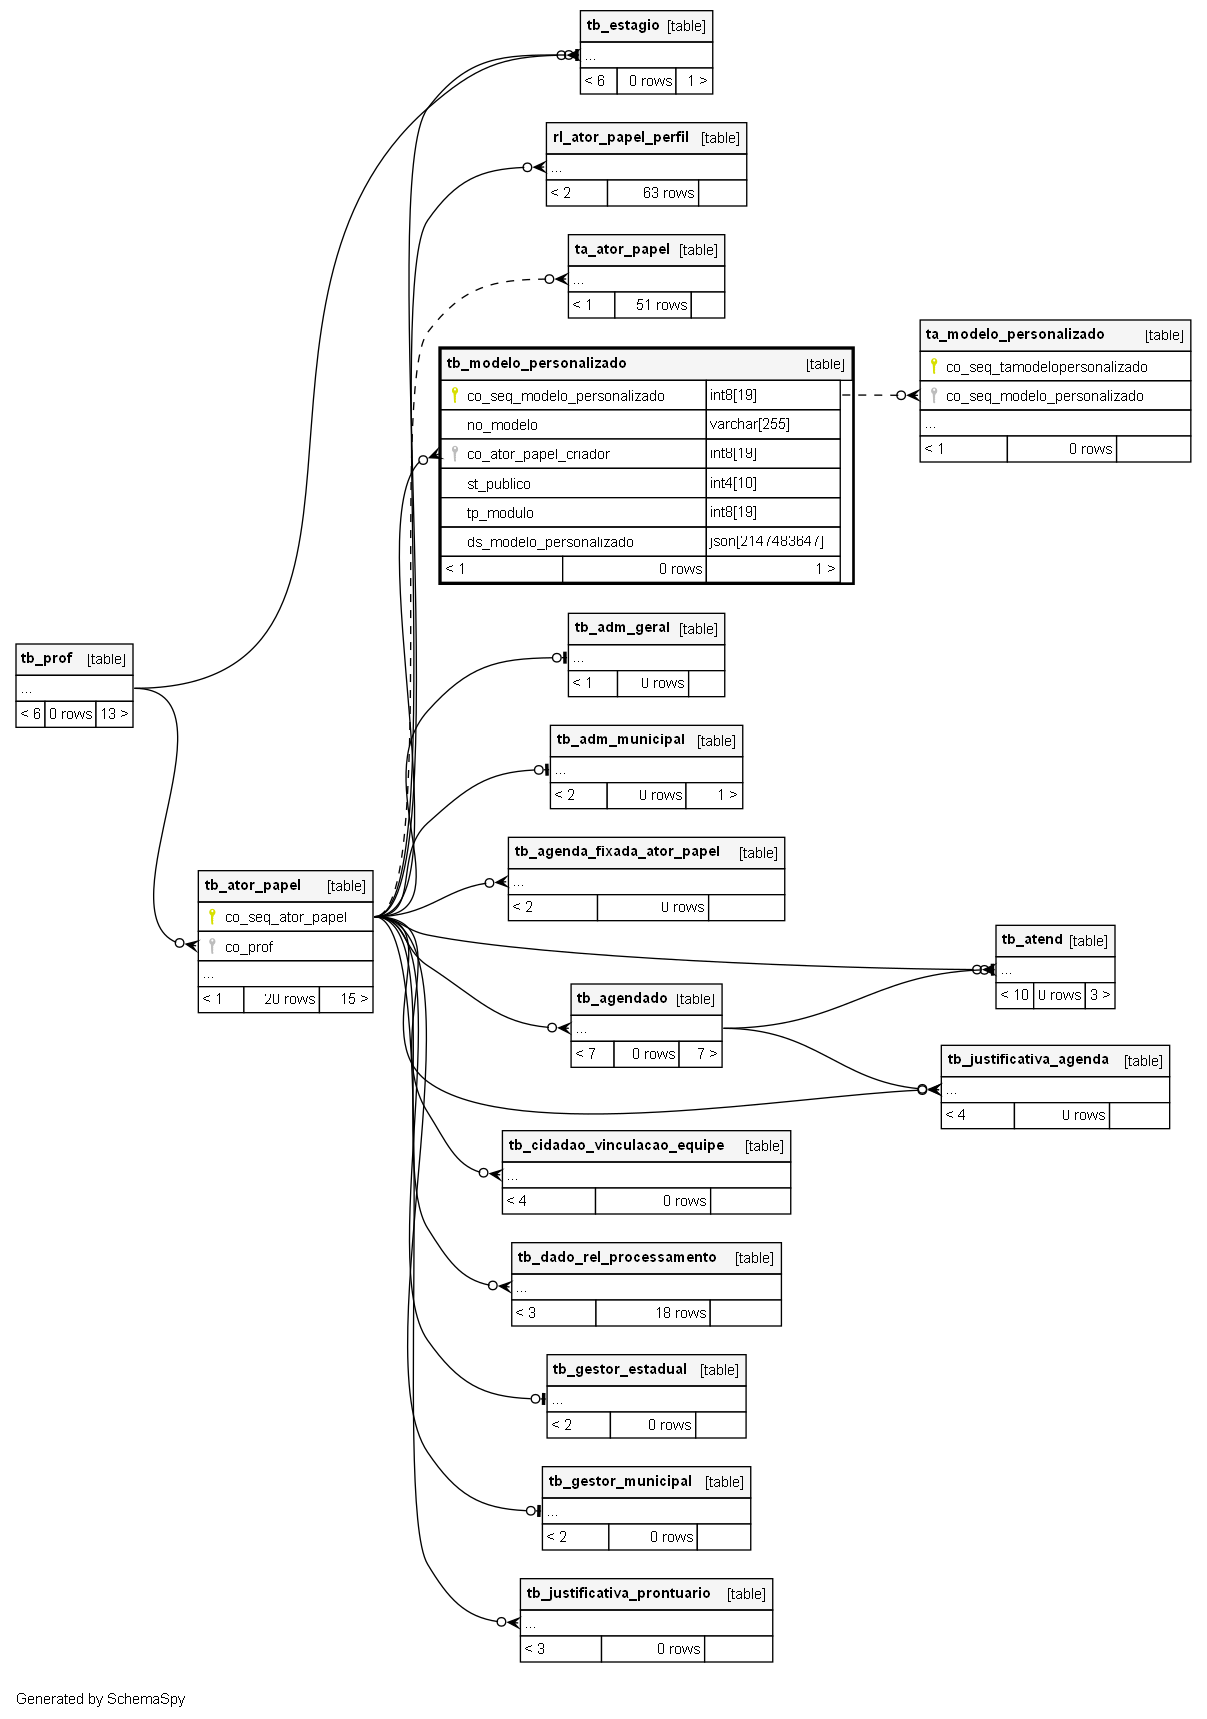 tb_estagio [table]
...
< 6 0 rows 1 >
rl_ator_papel_perfil [table]
...
< 2 63 rows
ta_ator_papel [table]
...
< 1 51 rows
ta_modelo_personalizado [table]
co_seq_tamodelopersonalizado
co_seq_modelo_personalizado
...
< 1 0 rows
tb_modelo_personalizado [table]
co_seq_modelo_personalizado int8[19]
no_modelo varchar[255]
co_ator_papel_criador int8[19]
st_publico int4[10]
tp_modulo int8[19]
ds_modelo_personalizado json[2147483647]
< 1 0 rows 1 >
tb_adm_geral [table]
...
< 1 0 rows
tb_prof [table]
...
< 6 0 rows 13 >
tb_adm_municipal [table]
...
< 2 0 rows 1 >
tb_agenda_fixada_ator_papel [table]
...
< 2 0 rows
tb_ator_papel [table]
co_seq_ator_papel
co_prof
...
< 1 20 rows 15 >
tb_atend [table]
...
< 10 0 rows 3 >
tb_agendado [table]
...
< 7 0 rows 7 >
tb_justificativa_agenda [table]
...
< 4 0 rows
tb_cidadao_vinculacao_equipe [table]
...
< 4 0 rows
tb_dado_rel_processamento [table]
...
< 3 18 rows
tb_gestor_estadual [table]
...
< 2 0 rows
tb_gestor_municipal [table]
...
< 2 0 rows
tb_justificativa_prontuario [table]
...
< 3 0 rows
Generated by SchemaSpy